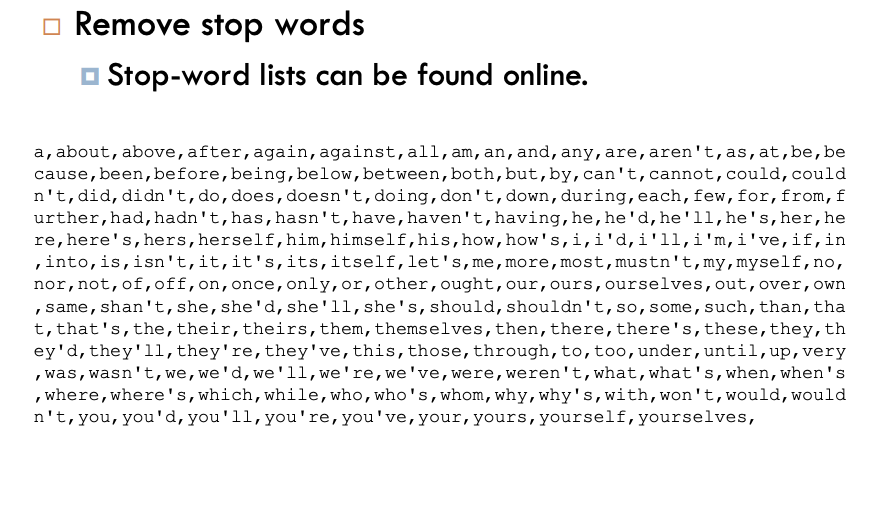 Remove stop words
Stop-word lists can be found online.
a,about,above,after,again,against,all,am,an,and,any,are,aren't,as,at,be,be
cause,been,before,being,below,between,both,but,by,can't,cannot,could,could
n't,did,didn't,do,does,doesn't,doing,don't,down,during,each,few,for,from,f
urther,had,hadn't,has,hasn't,have,haven't,having,he,he'd,he'll,he's,her,he
re,here's,hers,herself,him,himself,his,how,how's,i,i'd,i'll,i'm,i've,if,in
,into,is,isn't,it,it's,its,itself,let's,me,more,most,mustn't,my,myself,no,
nor,not,of,off,on,once,only,or,other,ought,our,ours,ourselves,out,over,own
,same,shan't,she,she'd,she'll,she's,should,shouldn't,so,some,such,than,tha
t,that's,the,their,theirs,them,themselves,then,there,there's,these,they,th
ey'd,they'll,they're,they've,this,those,through,to,too,under,until,up,very
,was,wasn't,we,we'd,we'll,we're,we've,were,weren't,what,what's,when,when's
,where,where's,which,while,who,who's,whom,why,why's,with,won't,would,would
n't,you,you'd,you'll,you're,you've,your,yours,yourself,yourselves,